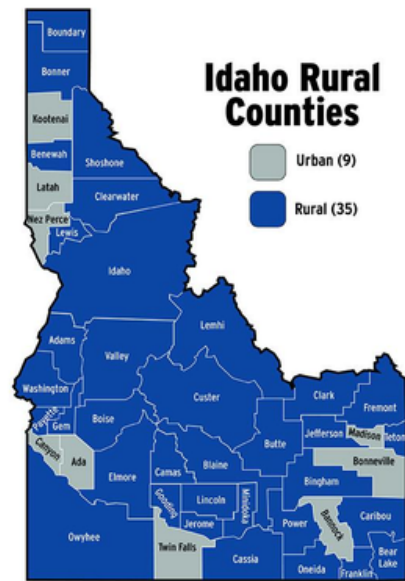 Idaho Rural
Counties
Urban (9)
Rural (35)
Boundary
Bonner
Kootenai
Benewah
Shoshone
Latah
Clearwater
Nez Perce
Lewis
Idaho
Lemhi
Adams
Valley
Washington
Custer
Clark
Fremont
Payette
Gem
Boise
Butte
Jefferson
Madison
Teton
Canyon
Ada
Elmore
Camas
Blaine
Bonneville
Bingham
Gooding
Lincoln
Minidoka
Jerome
Power
Bannock
Caribou
Owyhee
Twin Falls
Cassia
Oneida
Franklin
Bear
Lake